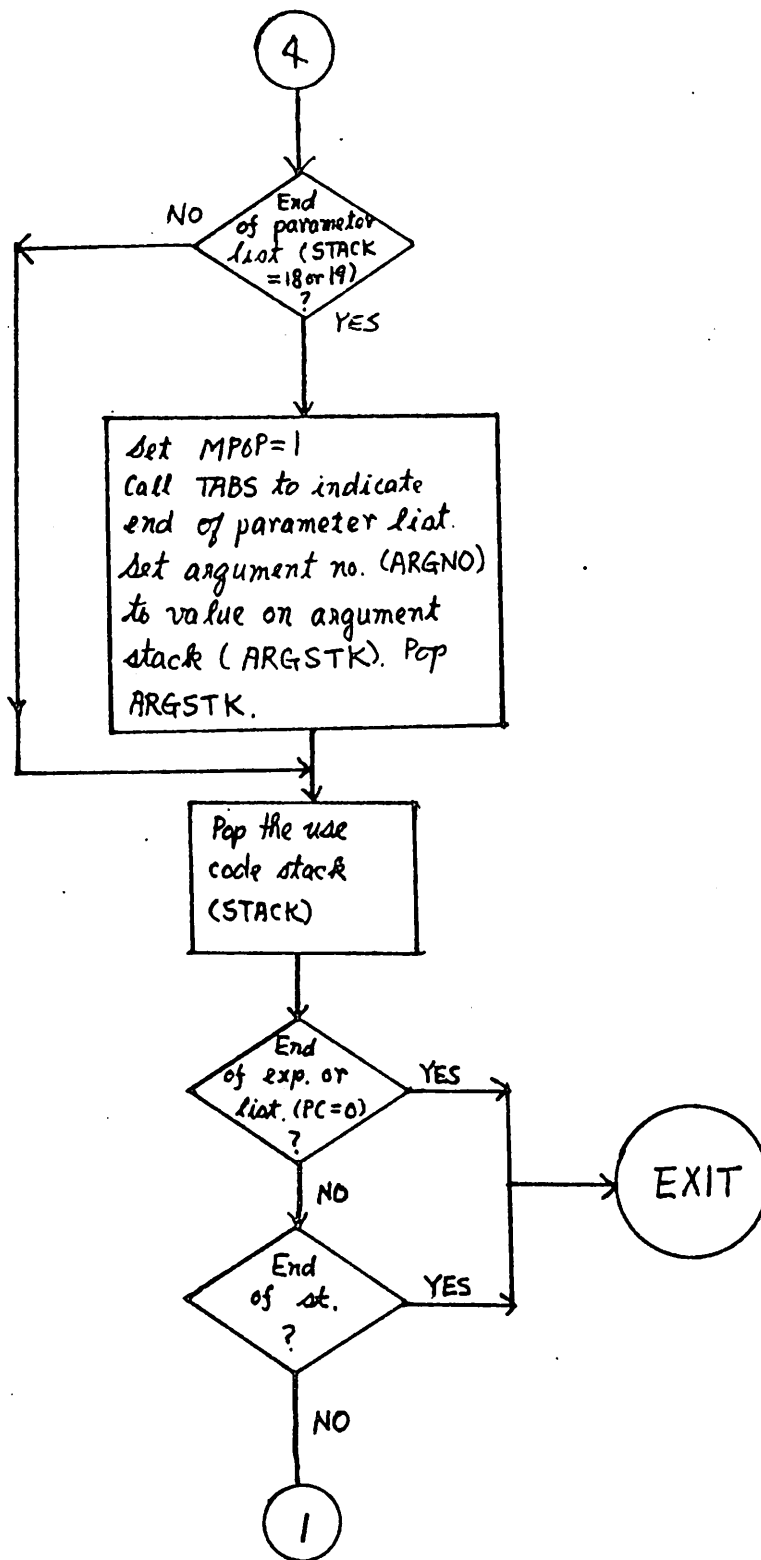 4
End
of parameter
list (STACK
=18 or 19)
?
NO
YES
Set MPOP=1
Call TABS to indicate
end of parameter list.
Set argument no. (ARGNO)
to value on argument
stack (ARGSTK). Pop
ARGSTK.
Pop the use
code stack
(STACK)
End
of exp. or
list. (PC=0)
?
YES
NO
EXIT
End
of st.
?
YES
NO
1